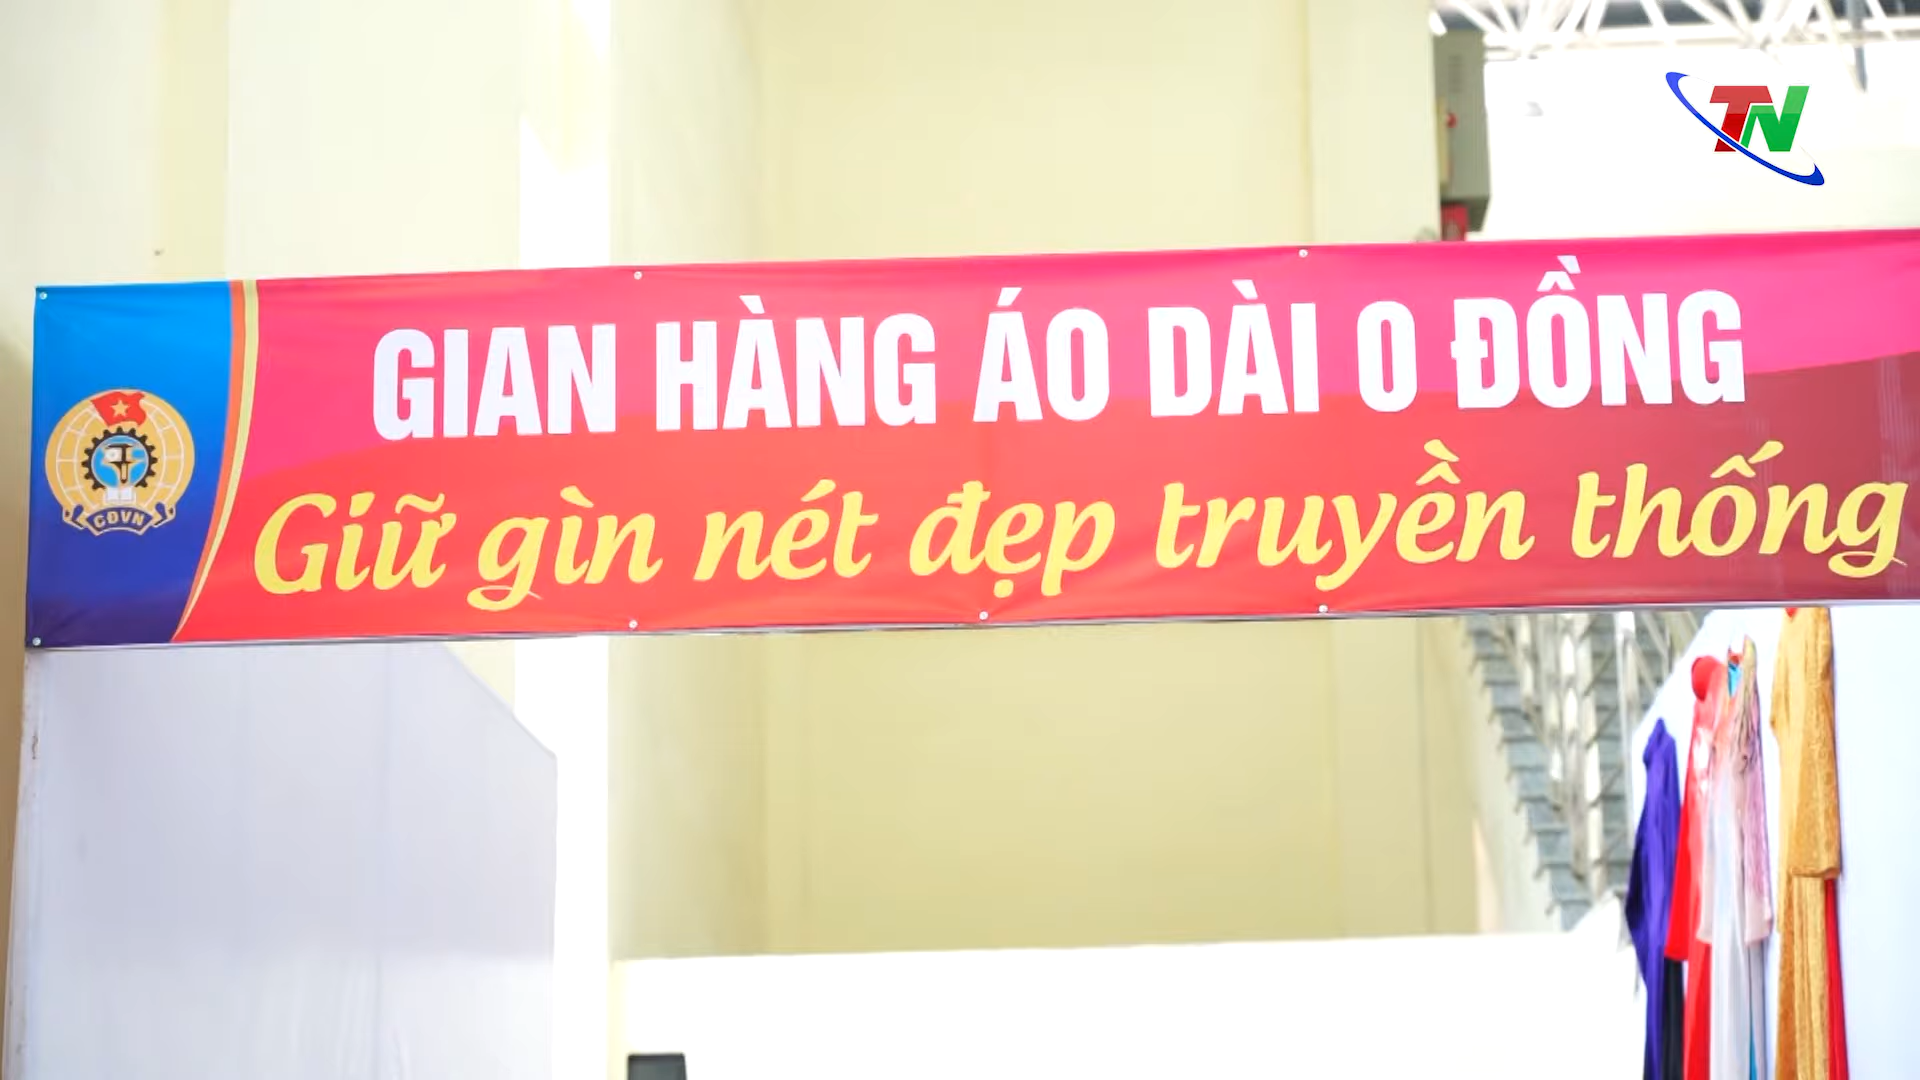 TN
GIAN HÀNG ÁO DÀI 0 ĐỒNG
Giữ gìn nét đẹp truyền thống
CĐVN